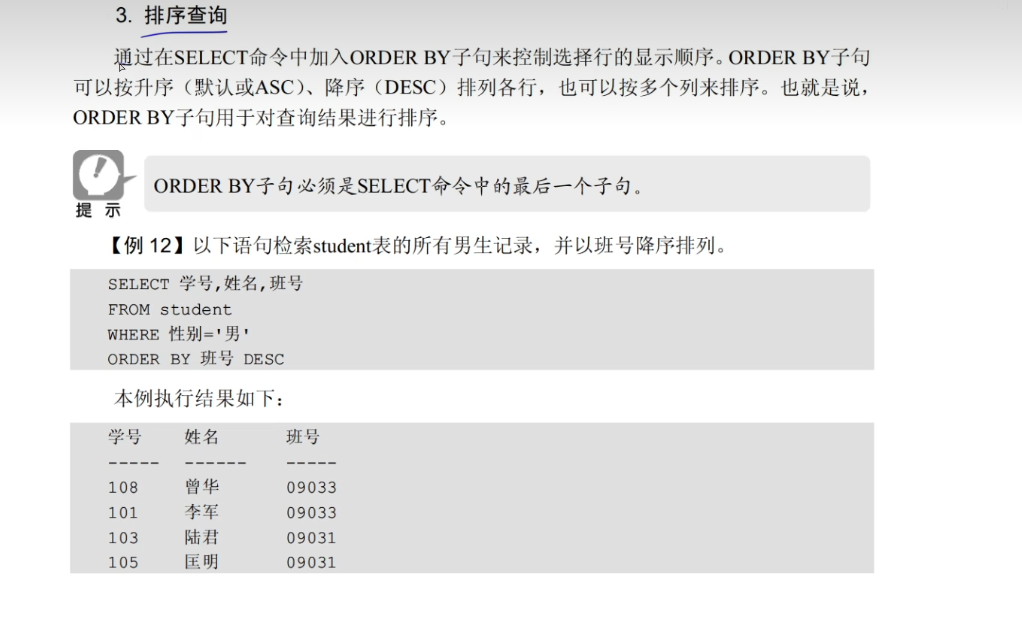 3. 排序查询
通过在SELECT命令中加入ORDER BY子句来控制选择行的显示顺序。ORDER BY子句
可以按升序（默认或ASC）、降序（DESC）排列各行，也可以按多个列来排序。也就是说，
ORDER BY子句用于对查询结果进行排序。
ORDER BY子句必须是SELECT命令中的最后一个子句。
提 示
【例 12】以下语句检索student表的所有男生记录，并以班号降序排列。
SELECT 学号,姓名,班号
FROM student
WHERE 性别='男'
ORDER BY 班号 DESC
本例执行结果如下：
学号 姓名 班号
----- ------ -----
108 曾华 09033
101 李军 09033
103 陆君 09031
105 匡明 09031